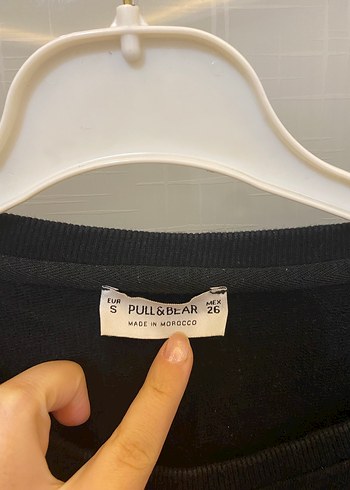 EUR PULL&BEAR MEX
S 26
MADE IN MOROCCO